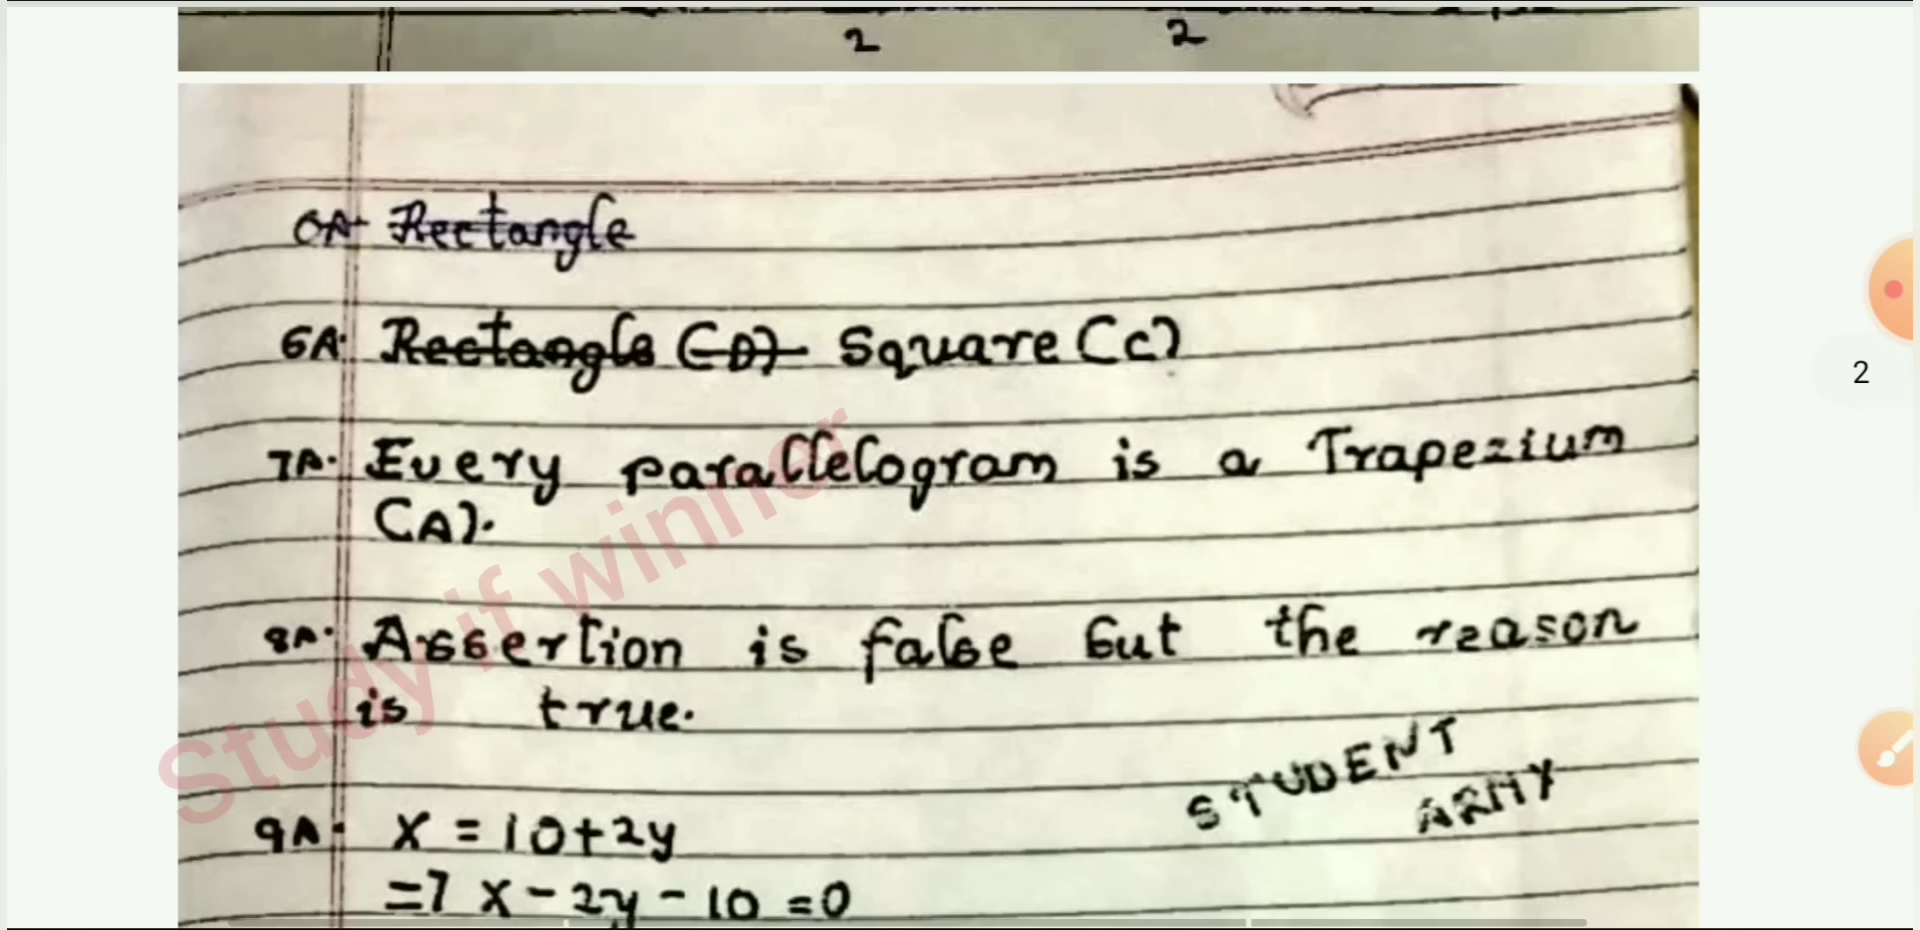 2 2
6A Rectangle
6A. Rectangle (D) Square (C)
2
7A. Every parallelogram is a Trapezium
(A).
8A. Assertion is false but the reason
is true.
Study if winner
STUDENT
ARMY
9A. x = 10+2y
=7 x - 2y - 10 = 0